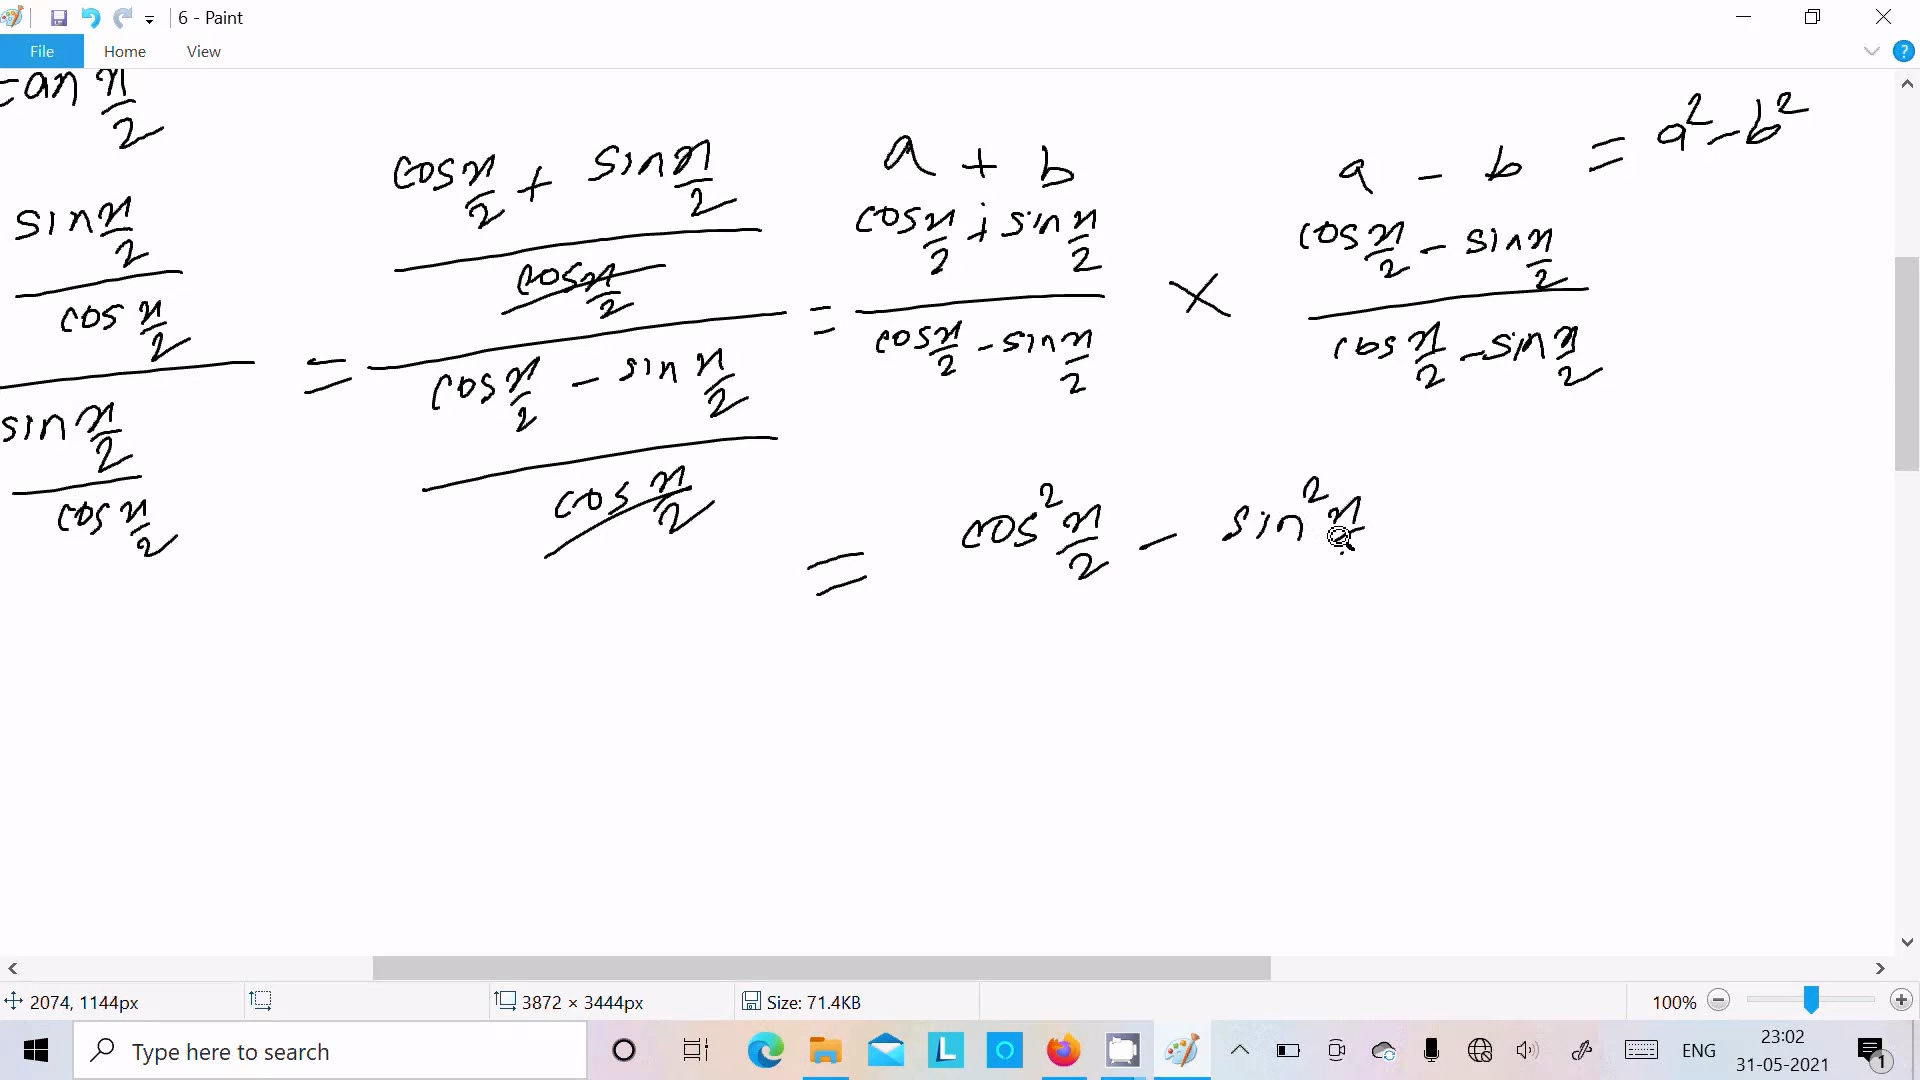 6 - Paint
File Home View
tan x/2
a + b
a - b = a² - b²
sin x/2
cos x/2
sin x/2
cos x/2
= cos x/2 + sin x/2
cos x/2
cos x/2 - sin x/2
cos x/2
= cos x/2 + sin x/2
cos x/2 - sin x/2
×
cos x/2 - sin x/2
cos x/2 - sin x/2
= cos² x/2 - sin² x
2074, 1144px 3872 × 3444px Size: 71.4KB 100%
Type here to search
ENG
23:02
31-05-2021
1